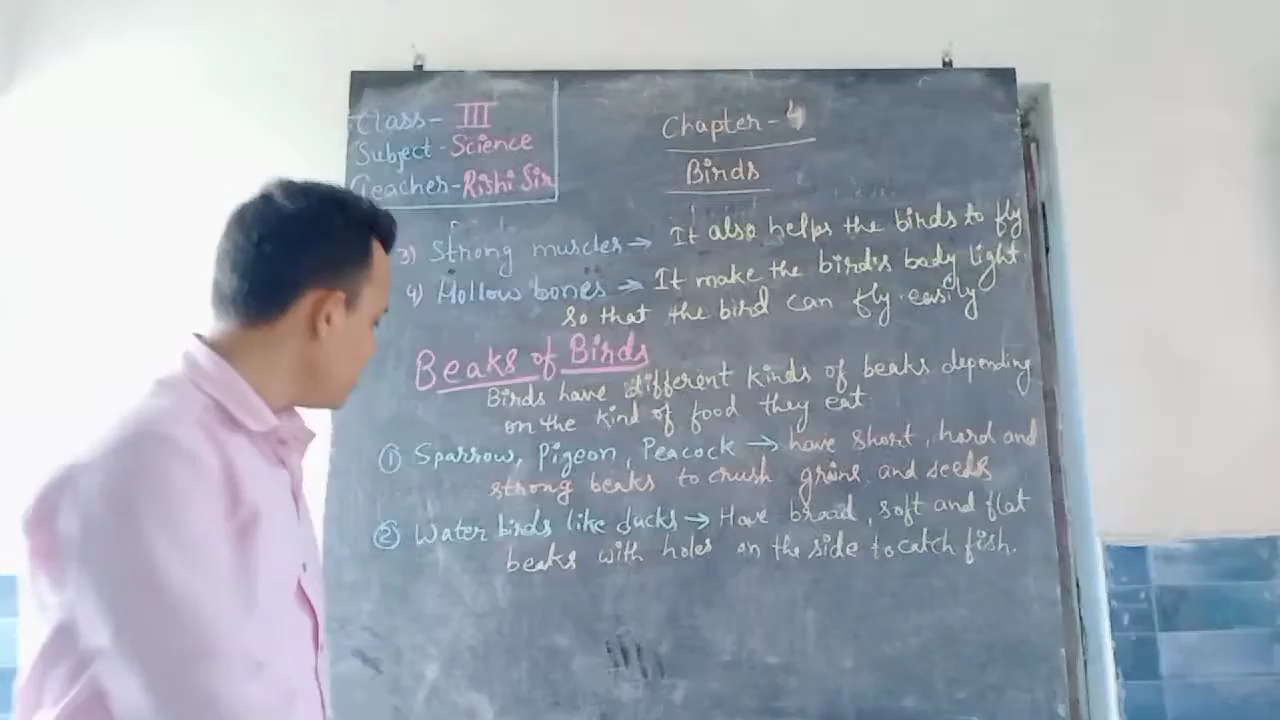 Class- III
Subject - Science
Teacher- Rishi Sir
Chapter - 4
Birds
3) Strong muscles → It also helps the birds to fly
4) Hollow bones → It make the bird's body light.
so that the bird can fly easily
Beaks of Birds
Birds have different kinds of beaks depending
on the kind of food they eat
① Sparrow, Pigeon, Peacock → have short, hard and
strong beaks to crush grains and seeds
② Water birds like ducks → Have broad, soft and flat
beaks with holes on the side to catch fish.